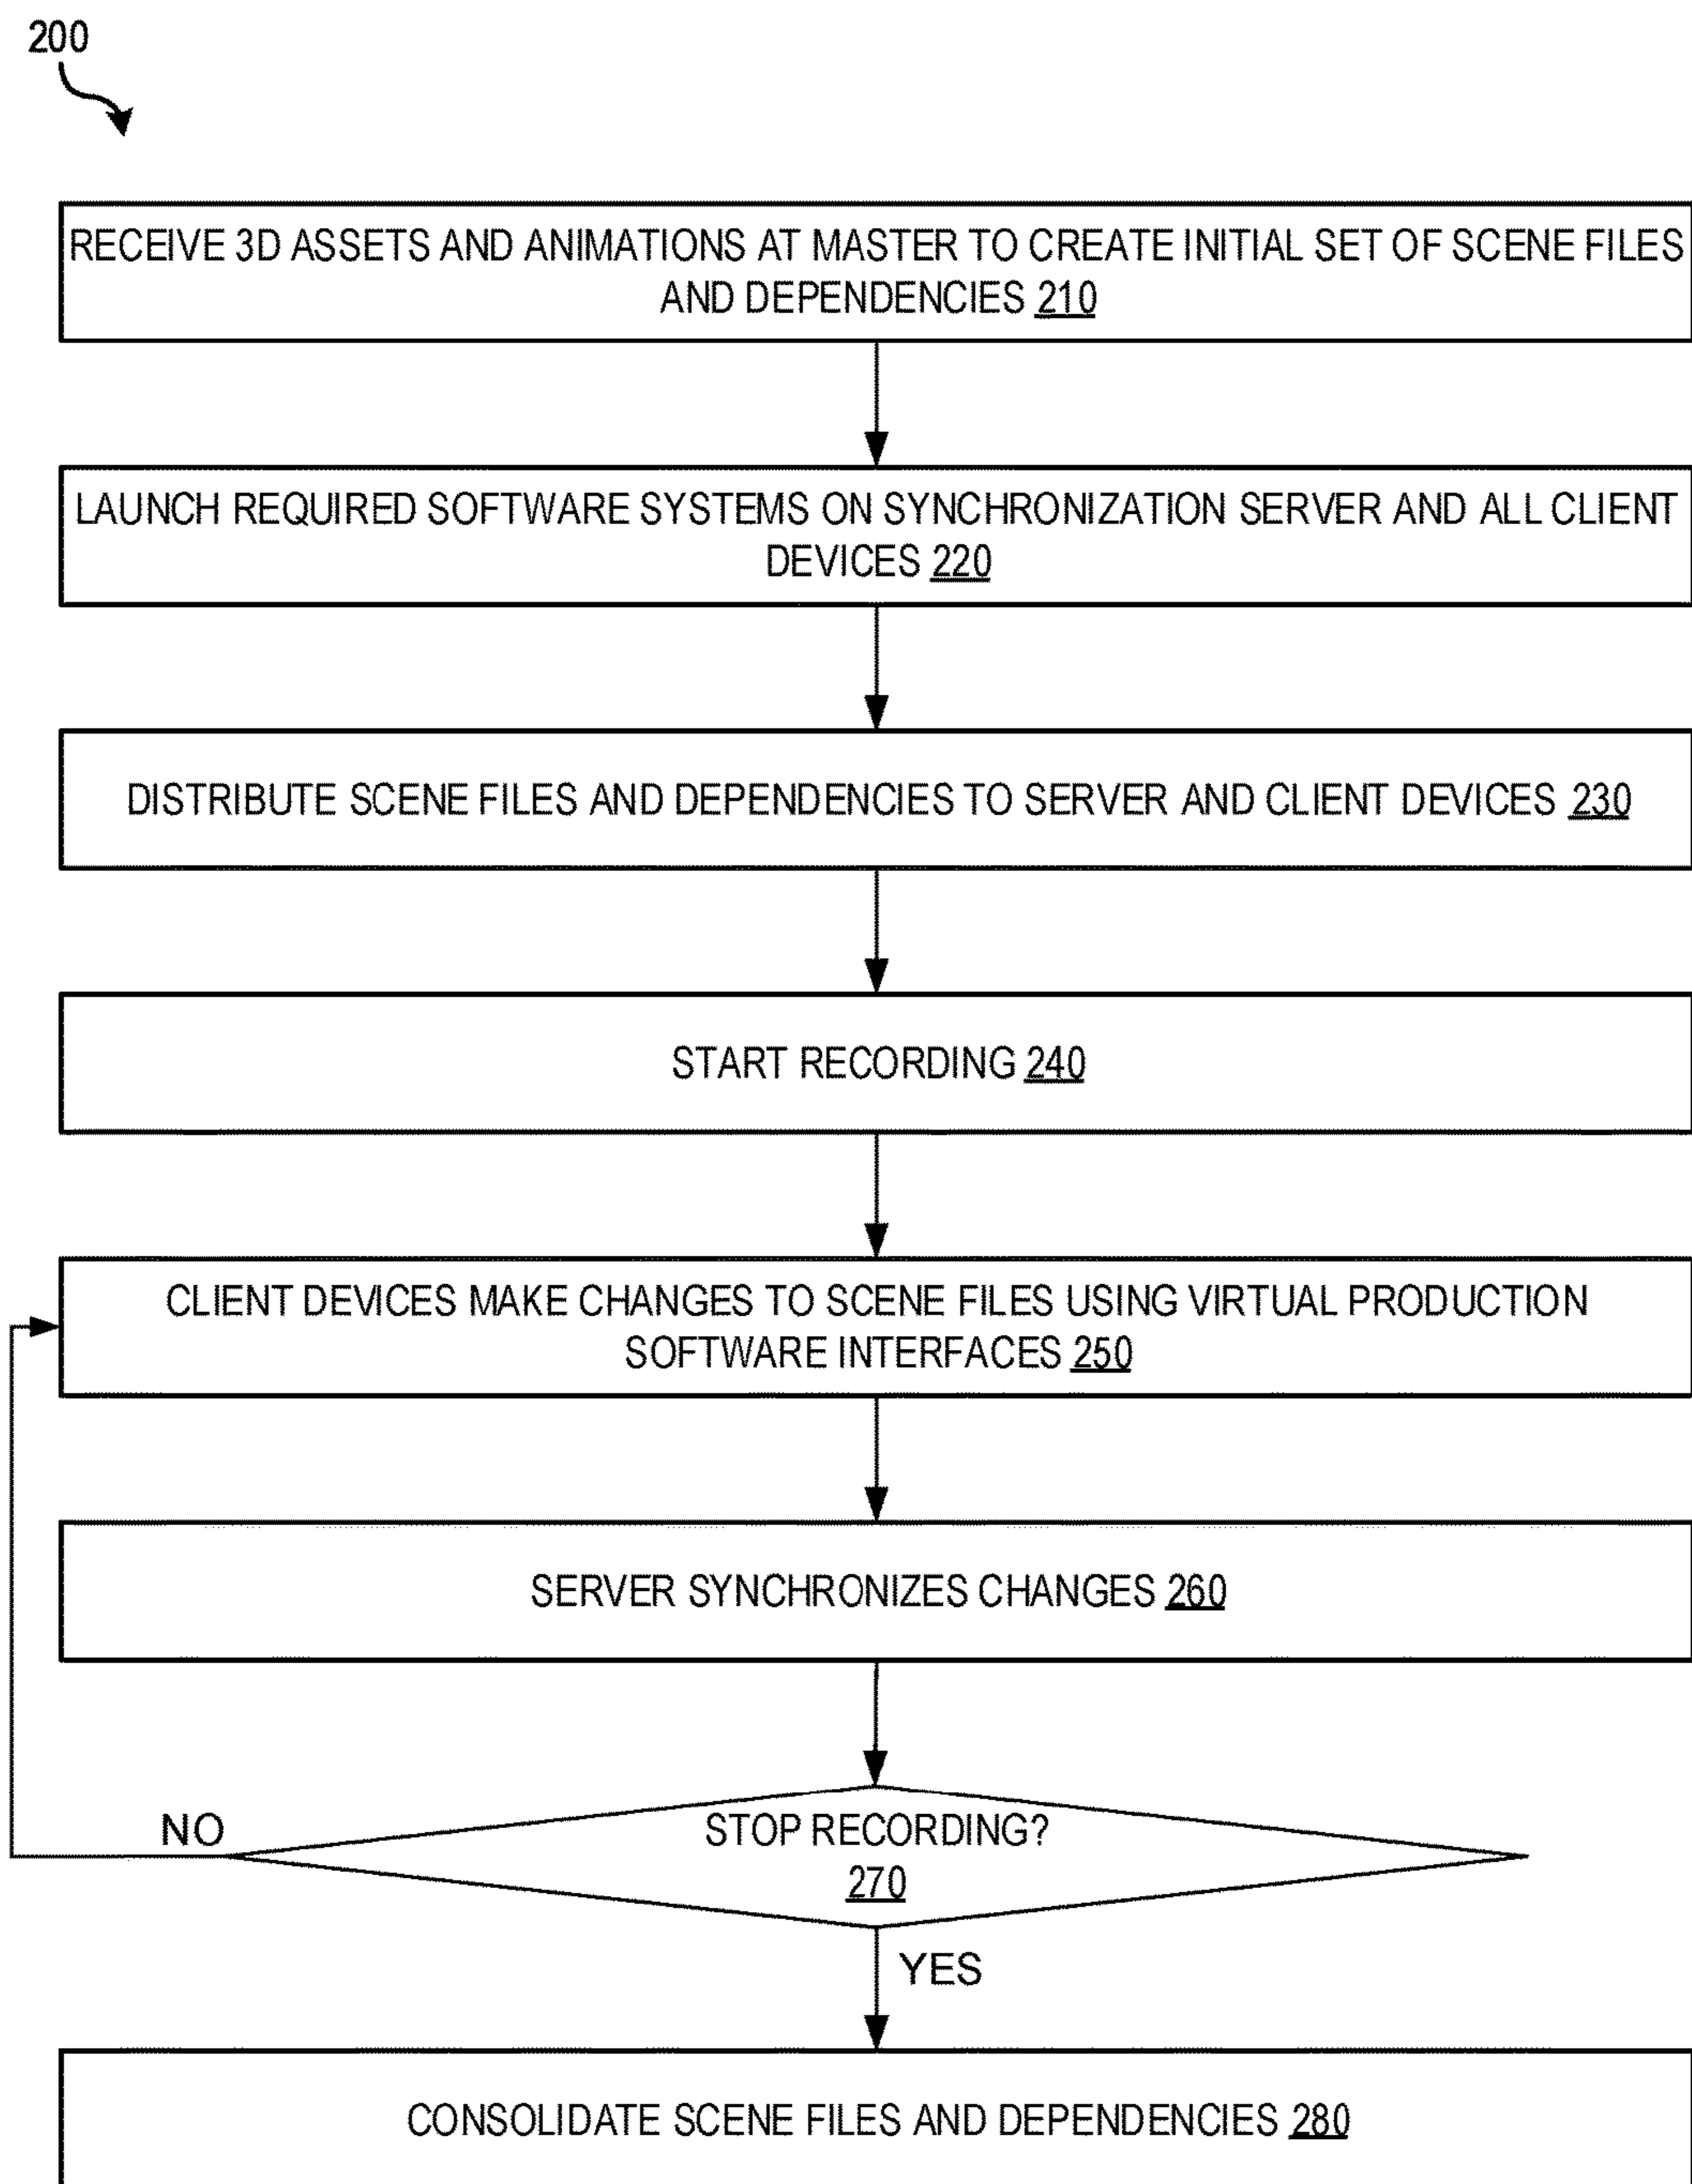 200
RECEIVE 3D ASSETS AND ANIMATIONS AT MASTER TO CREATE INITIAL SET OF SCENE FILES
AND DEPENDENCIES 210
LAUNCH REQUIRED SOFTWARE SYSTEMS ON SYNCHRONIZATION SERVER AND ALL CLIENT
DEVICES 220
DISTRIBUTE SCENE FILES AND DEPENDENCIES TO SERVER AND CLIENT DEVICES 230
START RECORDING 240
CLIENT DEVICES MAKE CHANGES TO SCENE FILES USING VIRTUAL PRODUCTION
SOFTWARE INTERFACES 250
SERVER SYNCHRONIZES CHANGES 260
NO
STOP RECORDING?
270
YES
CONSOLIDATE SCENE FILES AND DEPENDENCIES 280